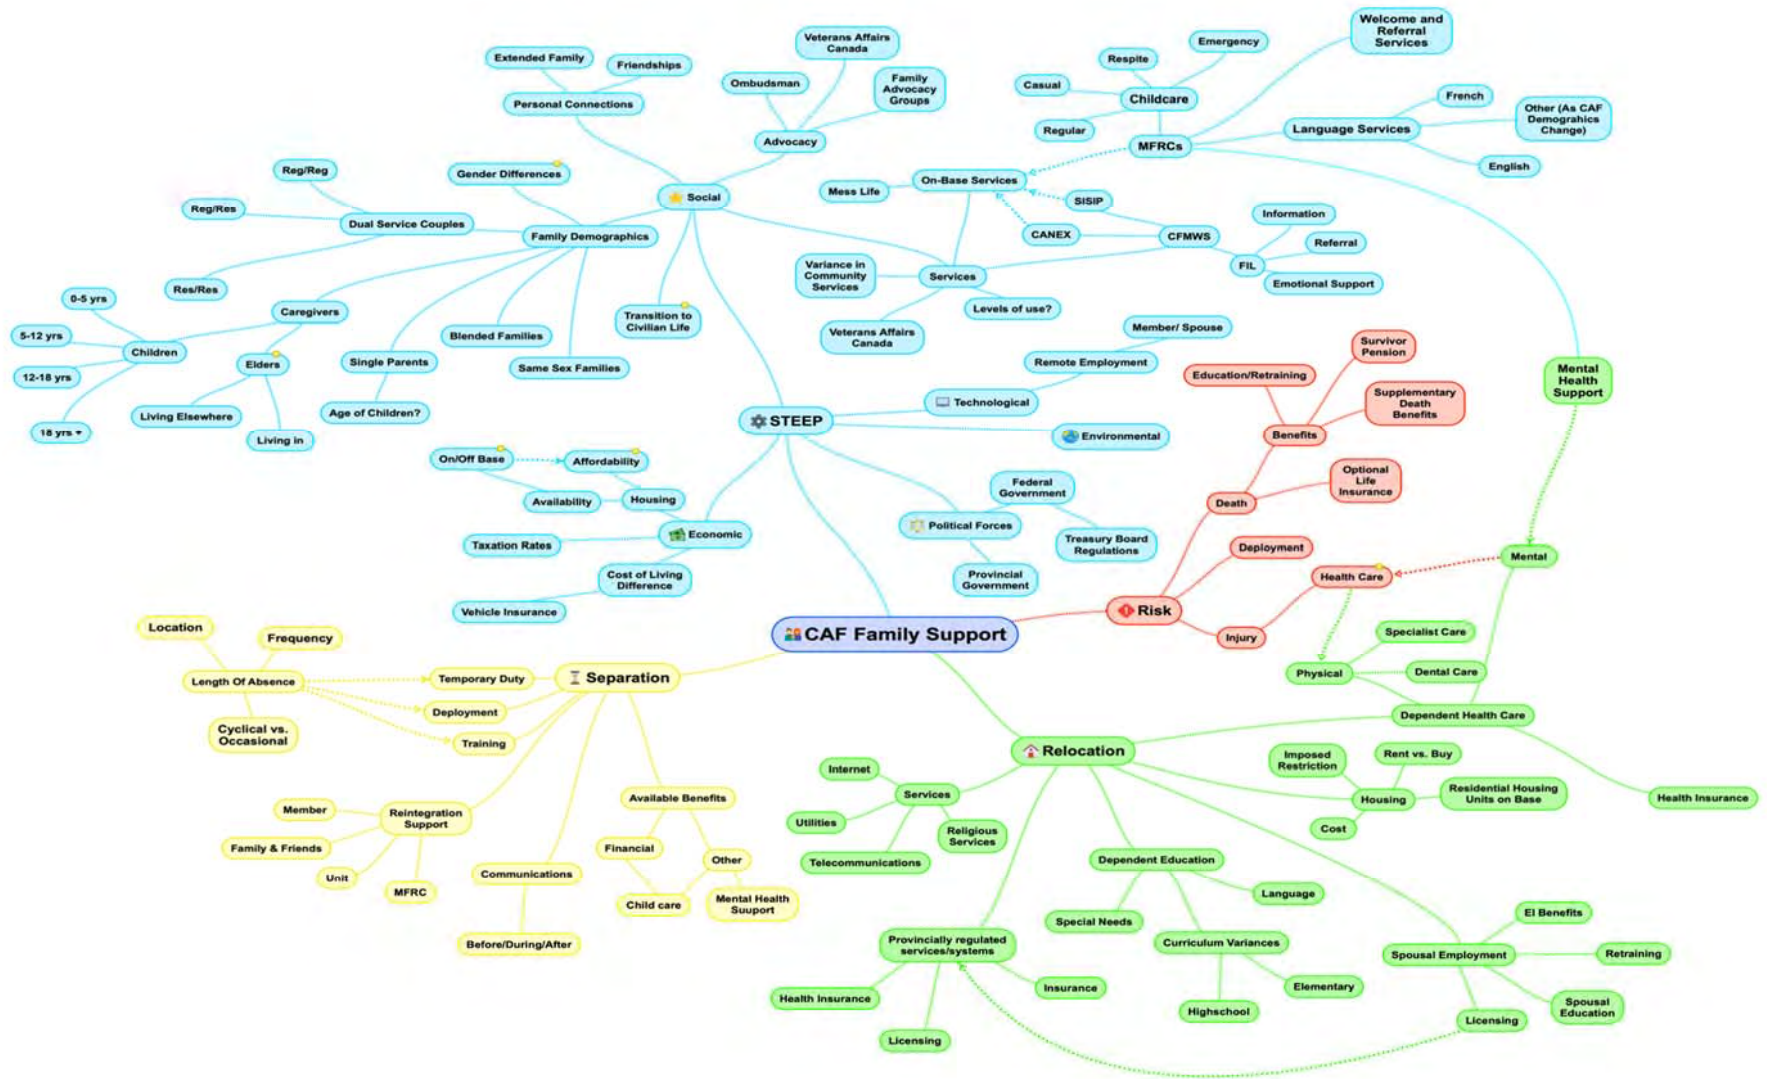 Welcome and
Referral
Services
Veterans Affairs
Canada
Emergency
Extended Family
Friendships
Respite
Ombudsman
Family
Advocacy
Groups
Casual
Childcare
French
Personal Connections
Other (As CAF
Demograhics
Change)
Regular
Language Services
Advocacy
MFRCs
English
Reg/Reg
Gender Differences
On-Base Services
Mess Life
Social
SISIP
Reg/Res
Dual Service Couples
Family Demographics
CANEX
CFMWS
Information
Referral
FIL
Emotional Support
Variance in
Community
Services
Services
Res/Res
Levels of use?
0-5 yrs
Caregivers
Transition to
Civilian Life
Veterans Affairs
Canada
Member/ Spouse
5-12 yrs
Children
Blended Families
Elders
Single Parents
Same Sex Families
Remote Employment
Survivor
Pension
12-18 yrs
Education/Retraining
Mental
Health
Support
Living Elsewhere
Age of Children?
Technological
Supplementary
Death
Benefits
18 yrs +
Living in
STEEP
Environmental
Benefits
On/Off Base
Affordability
Availability
Housing
Federal
Government
Optional
Life
Insurance
Death
Economic
Political Forces
Taxation Rates
Treasury Board
Regulations
Deployment
Mental
Cost of Living
Difference
Provincial
Government
Health Care
Vehicle Insurance
Risk
Location
Frequency
CAF Family Support
Injury
Specialist Care
Length Of Absence
Temporary Duty
Separation
Physical
Dental Care
Deployment
Cyclical vs.
Occasional
Training
Dependent Health Care
Relocation
Imposed
Restriction
Rent vs. Buy
Internet
Services
Available Benefits
Housing
Residential Housing
Units on Base
Health Insurance
Member
Reintegration
Support
Utilities
Religious
Services
Cost
Family & Friends
Financial
Other
Telecommunications
Dependent Education
Unit
MFRC
Communications
Child care
Mental Health
Suuport
Language
Special Needs
EI Benefits
Before/During/After
Provincially regulated
services/systems
Curriculum Variances
Spousal Employment
Retraining
Health Insurance
Insurance
Elementary
Highschool
Spousal
Education
Licensing
Licensing